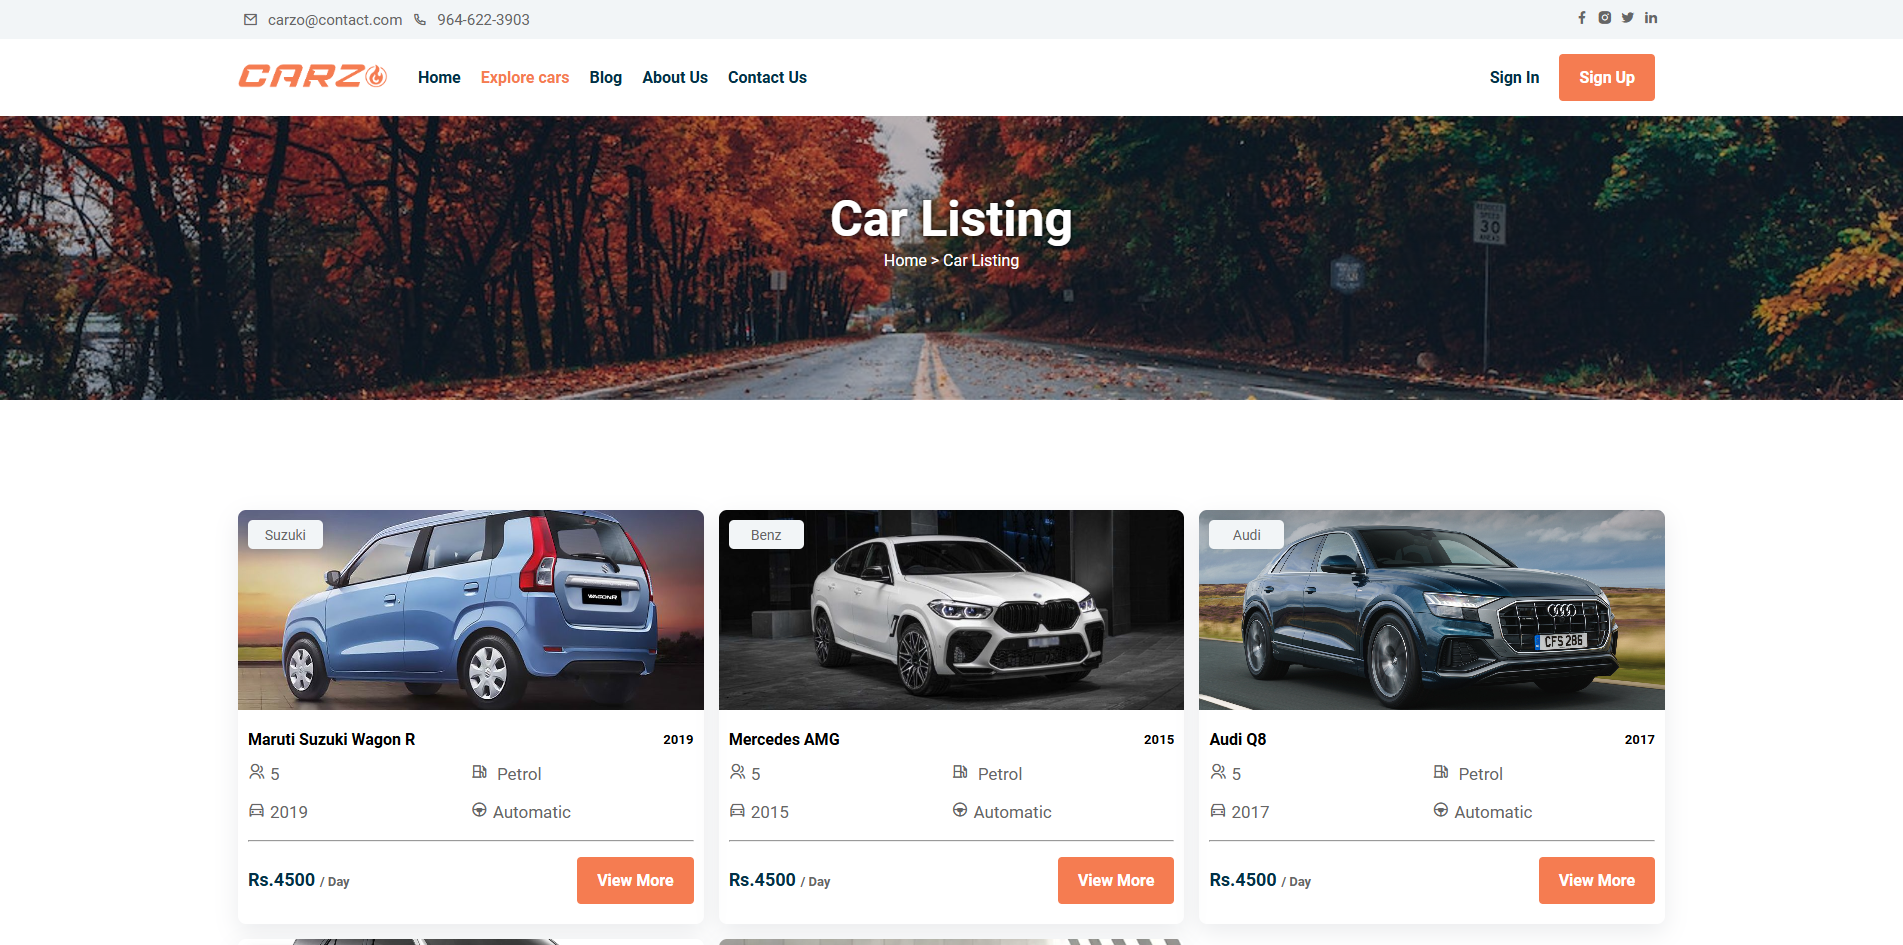 carzo@contact.com 964-622-3903
CARZO Home Explore cars Blog About Us Contact Us Sign In Sign Up
Car Listing
Home > Car Listing
REDUCED
SPEED
30
AHEAD
Suzuki
WAGONR
Benz
Audi
CFS 286
Maruti Suzuki Wagon R 2019
5 Petrol
2019 Automatic
Rs.4500 / Day View More
Mercedes AMG 2015
5 Petrol
2015 Automatic
Rs.4500 / Day View More
Audi Q8 2017
5 Petrol
2017 Automatic
Rs.4500 / Day View More